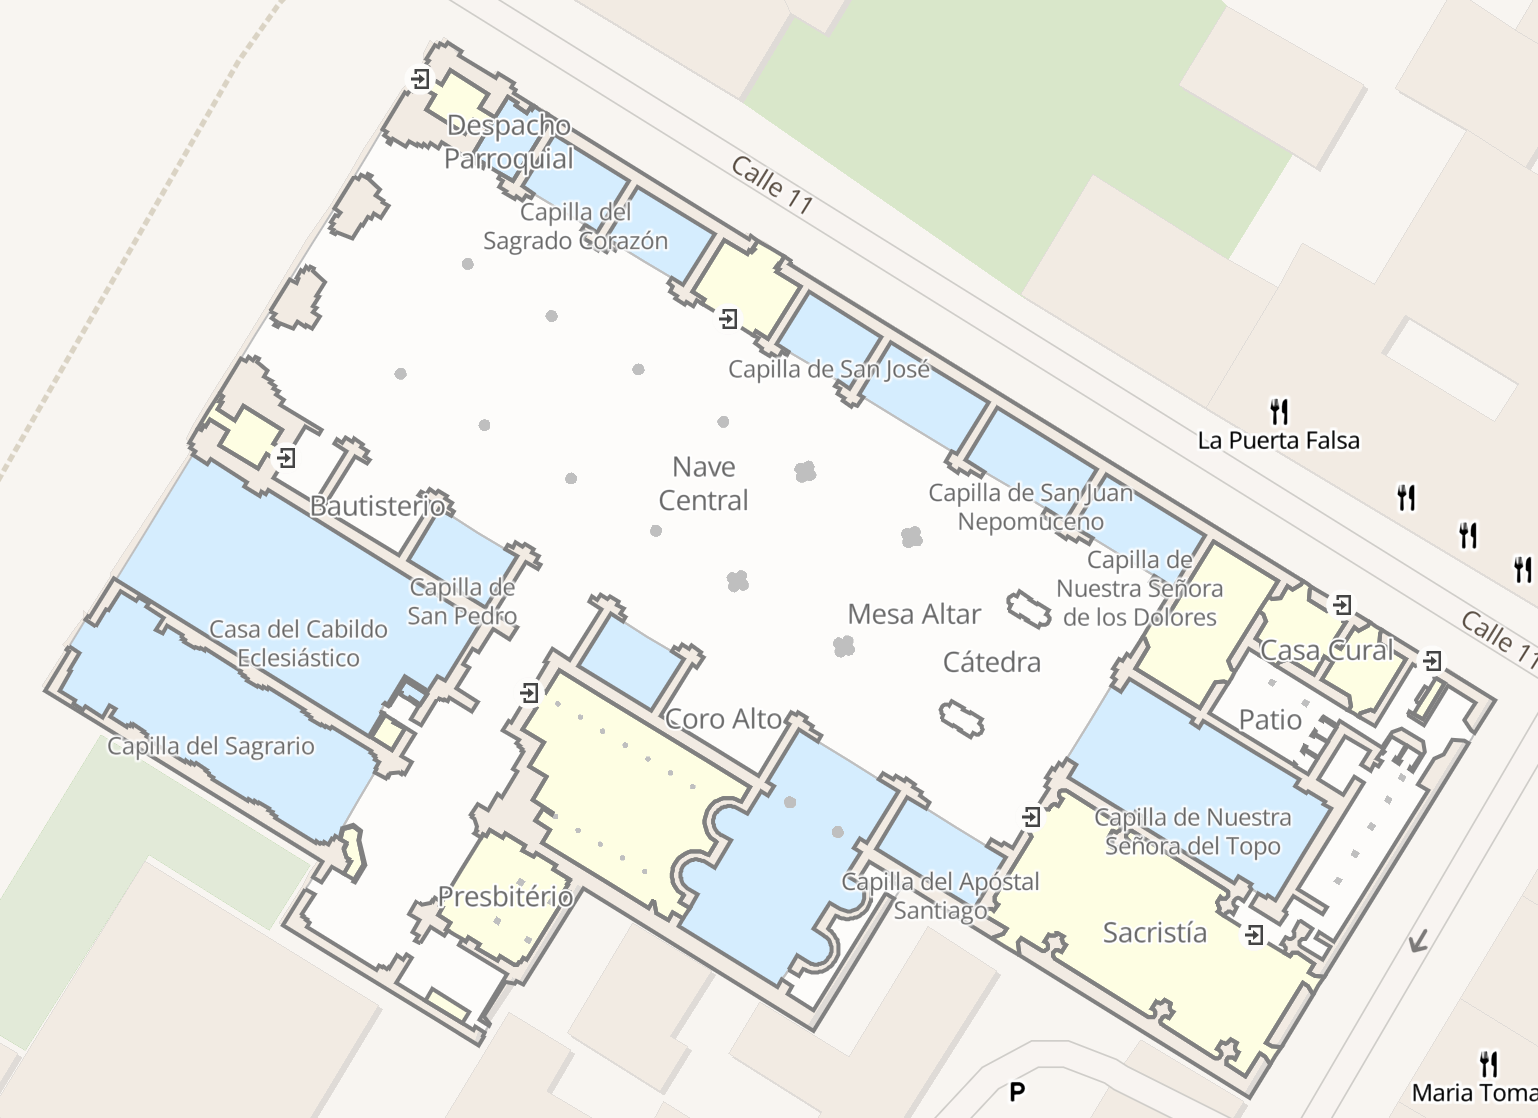 Despacho
Parroquial
Calle 11
Capilla del
Sagrado Corazón
Capilla de San José
La Puerta Falsa
Nave
Central
Capilla de San Juan
Nepomuceno
Bautisterio
Capilla de
Nuestra Señora
de los Dolores
Capilla de
San Pedro
Mesa Altar
Calle 11
Casa del Cabildo
Eclesiástico
Casa Cural
Cátedra
Coro Alto
Patio
Capilla del Sagrario
Capilla de Nuestra
Señora del Topo
Capilla del Apóstal
Santiago
Presbitério
Sacristía
P
Maria Toma